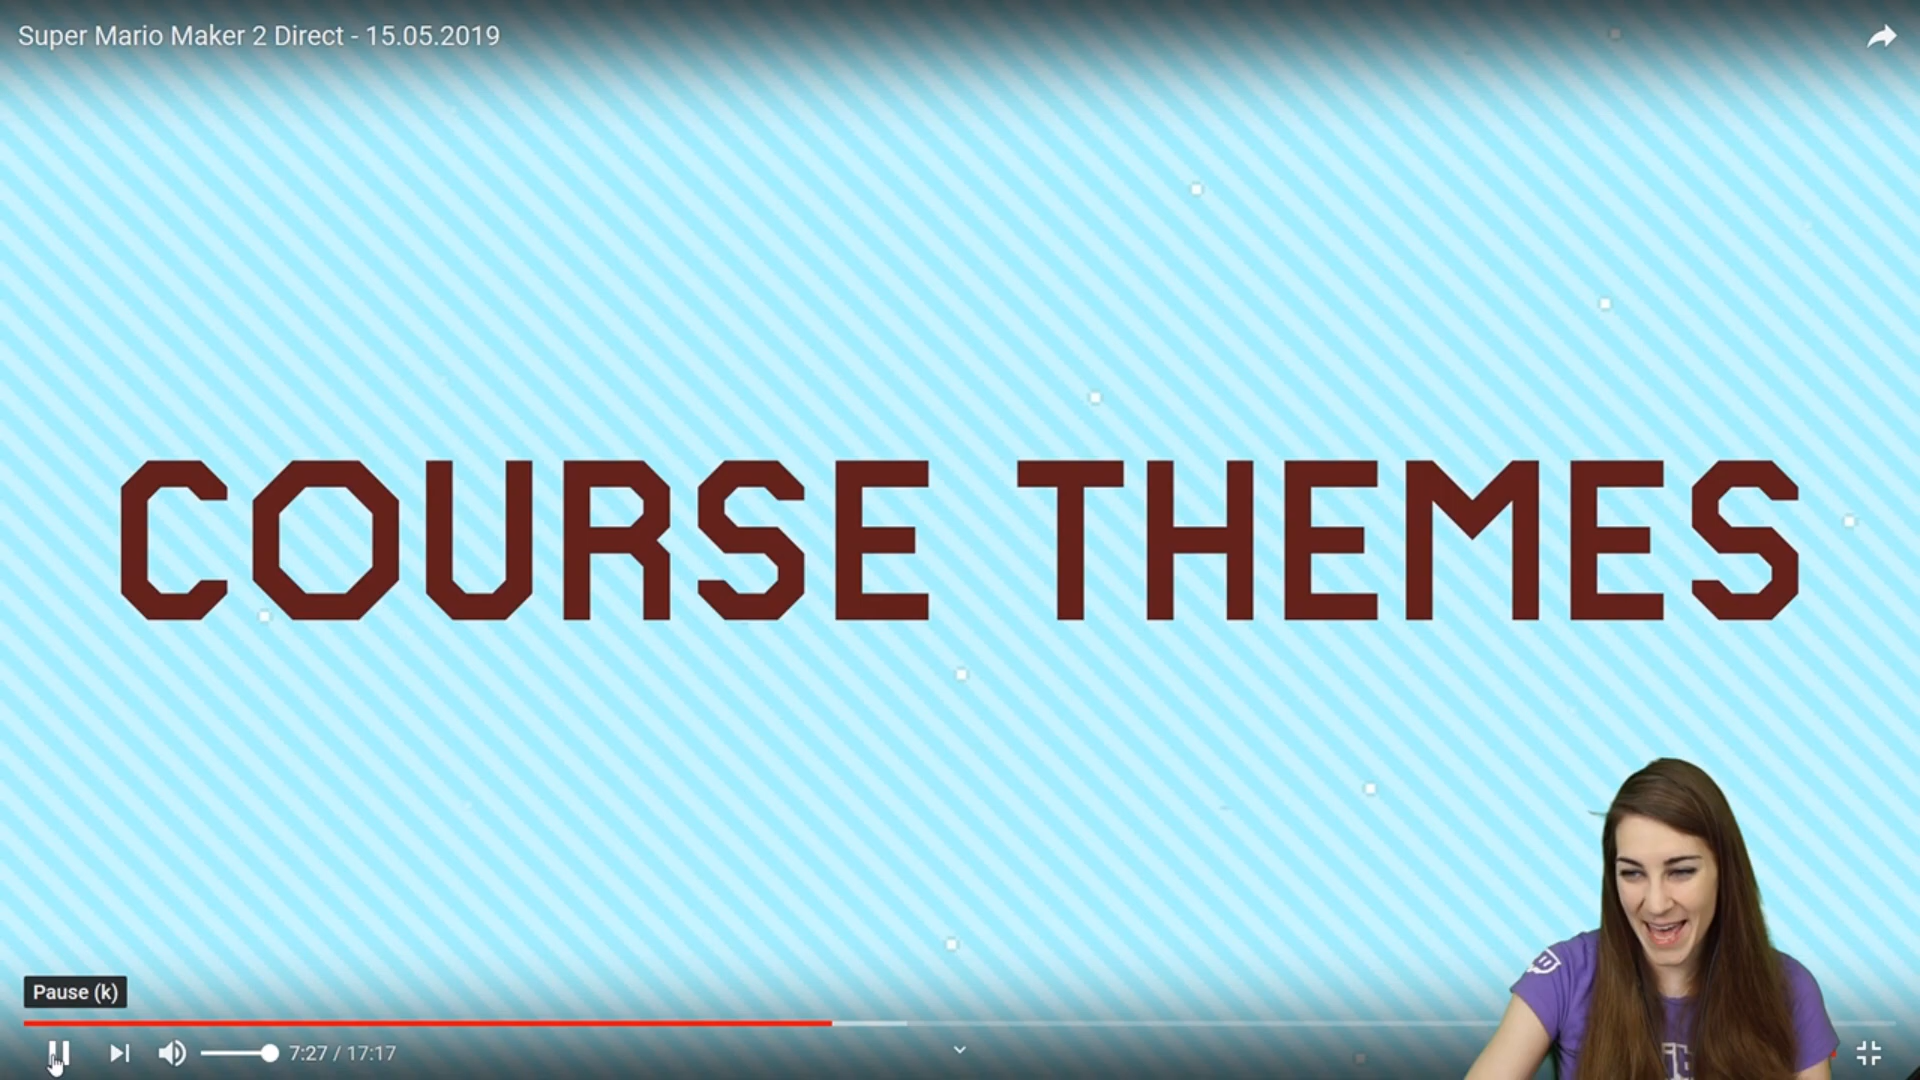 Super Mario Maker 2 Direct - 15.05.2019
COURSE THEMES
Pause (k)
7:27 / 17:17